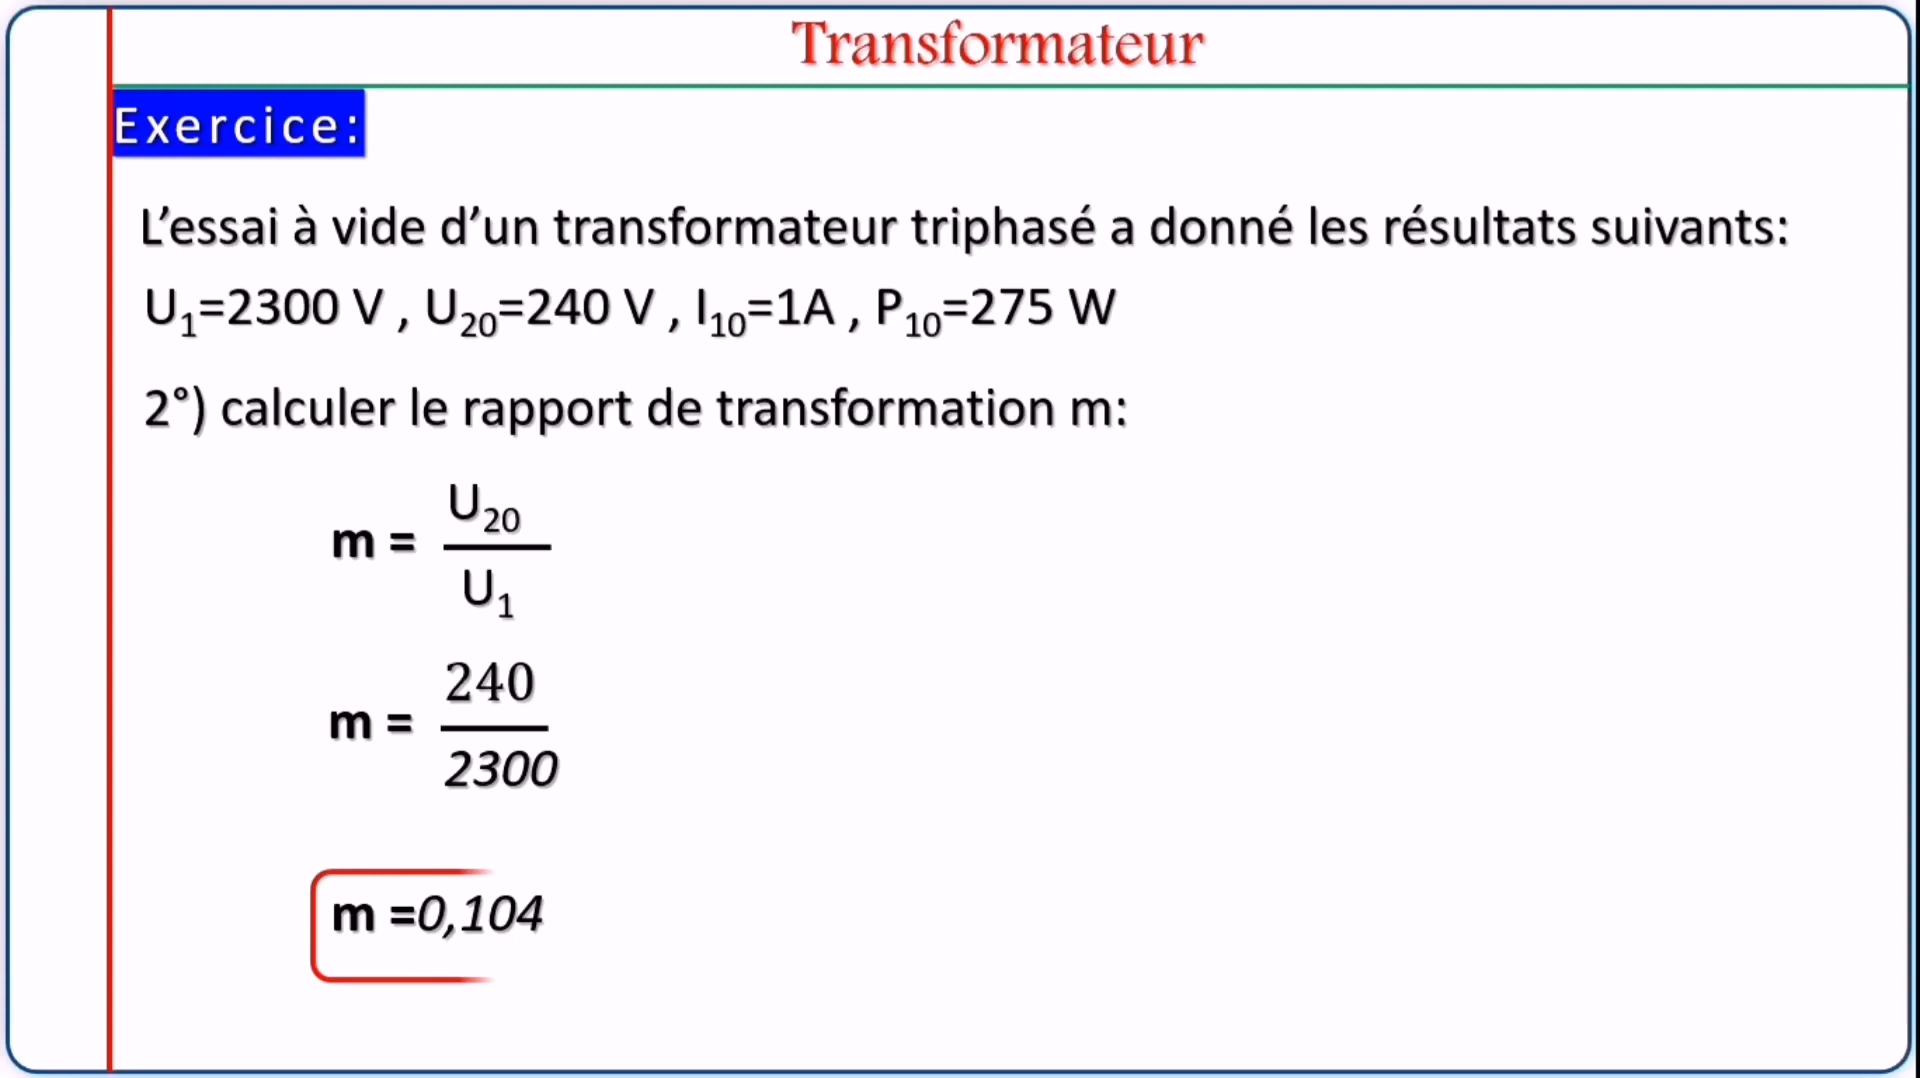 Transformateur
Exercice:
L’essai à vide d’un transformateur triphasé a donné les résultats suivants:
U₁=2300 V , U₂₀=240 V , I₁₀=1A , P₁₀=275 W
2°) calculer le rapport de transformation m:
m = U₂₀ / U₁
m = 240 / 2300
m =0,104